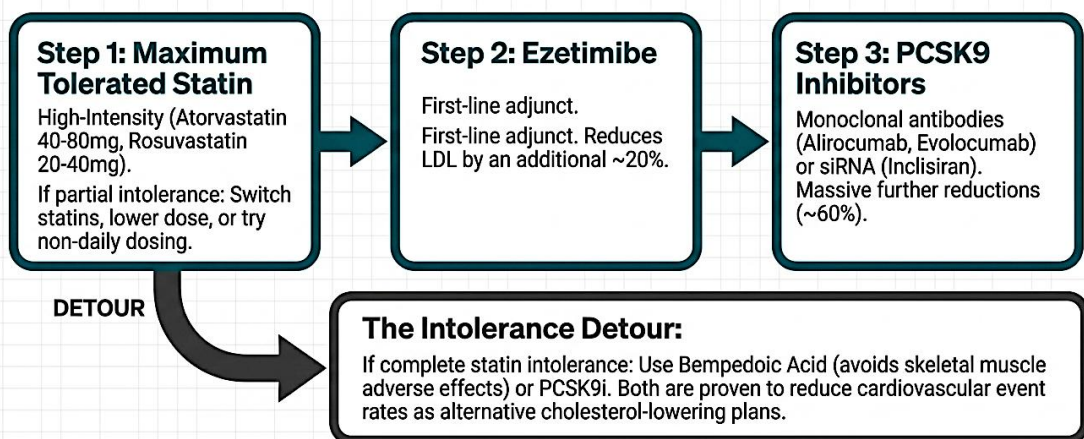 Step 1: Maximum
Tolerated Statin
High-Intensity (Atorvastatin
40-80mg, Rosuvastatin
20-40mg).
If partial intolerance: Switch
statins, lower dose, or try
non-daily dosing.
Step 2: Ezetimibe
First-line adjunct.
First-line adjunct. Reduces
LDL by an additional ~20%.
Step 3: PCSK9
Inhibitors
Monoclonal antibodies
(Alirocumab, Evolocumab)
or siRNA (Inclisiran).
Massive further reductions
(~60%).
DETOUR
The Intolerance Detour:
If complete statin intolerance: Use Bempedoic Acid (avoids skeletal muscle
adverse effects) or PCSK9i. Both are proven to reduce cardiovascular event
rates as alternative cholesterol-lowering plans.